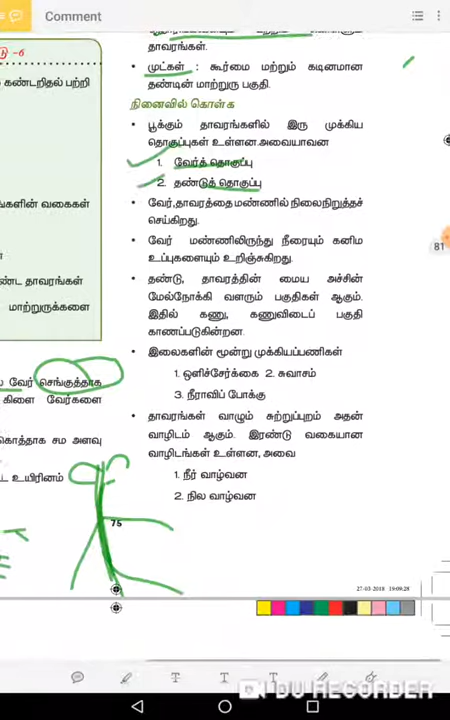 Comment
-6
கண்டறிதல் பற்றி
ங்களின் வகைகள்
ண்ட தாவரங்கள்
மாற்றுருக்களை
வேர் செங்குத்தாக
கிளை வேர்களை
கொத்தாக சம அளவு
உயிரினம்
தாவரங்கள்.
முட்கள் : கூர்மை மற்றும் கடினமான
தண்டின் மாற்றுரு பகுதி.
நினைவில் கொள்க
• பூக்கும் தாவரங்களில் இரு முக்கிய
தொகுப்புகள் உள்ளன.அவையாவன
1. வேர்த் தொகுப்பு
2. தண்டுத் தொகுப்பு
• வேர்,தாவரத்தை மண்ணில் நிலைநிறுத்தச்
செய்கிறது.
• வேர் மண்ணிலிருந்து நீரையும் கனிம
உப்புகளையும் உறிஞ்சுகிறது.
• தண்டு, தாவரத்தின் மைய அச்சின்
மேல்நோக்கி வளரும் பகுதிகள் ஆகும்.
இதில் கணு, கணுவிடைப் பகுதி
காணப்படுகின்றன.
• இலைகளின் மூன்று முக்கியப்பணிகள்
1. ஒளிச்சேர்க்கை 2. சுவாசம்
3. நீராவிப் போக்கு
• தாவரங்கள் வாழும் சுற்றுப்புறம் அதன்
வாழிடம் ஆகும். இரண்டு வகையான
வாழிடங்கள் உள்ளன, அவை
1. நீர் வாழ்வன
2. நில வாழ்வன
81
75
27-03-2018 19:09:28
DU RECORDER